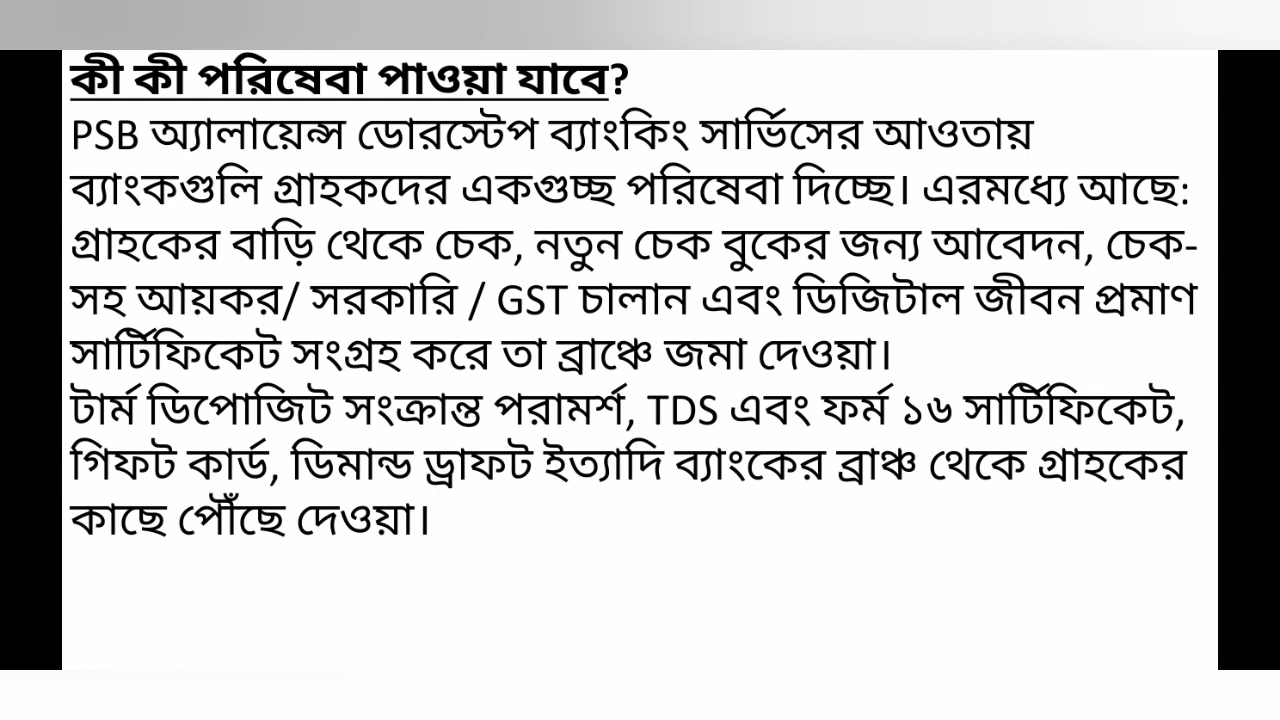 কী কী পরিষেবা পাওয়া যাবে?
PSB অ্যালায়েন্স ডোরস্টেপ ব্যাংকিং সার্ভিসের আওতায়
ব্যাংকগুলি গ্রাহকদের একগুচ্ছ পরিষেবা দিচ্ছে। এরমধ্যে আছে:
গ্রাহকের বাড়ি থেকে চেক, নতুন চেক বুকের জন্য আবেদন, চেক-
সহ আয়কর/ সরকারি / GST চালান এবং ডিজিটাল জীবন প্রমাণ
সার্টিফিকেট সংগ্রহ করে তা ব্রাঞ্চে জমা দেওয়া।
টার্ম ডিপোজিট সংক্রান্ত পরামর্শ, TDS এবং ফর্ম ১৬ সার্টিফিকেট,
গিফট কার্ড, ডিমান্ড ড্রাফট ইত্যাদি ব্যাংকের ব্রাঞ্চ থেকে গ্রাহকের
কাছে পৌঁছে দেওয়া।